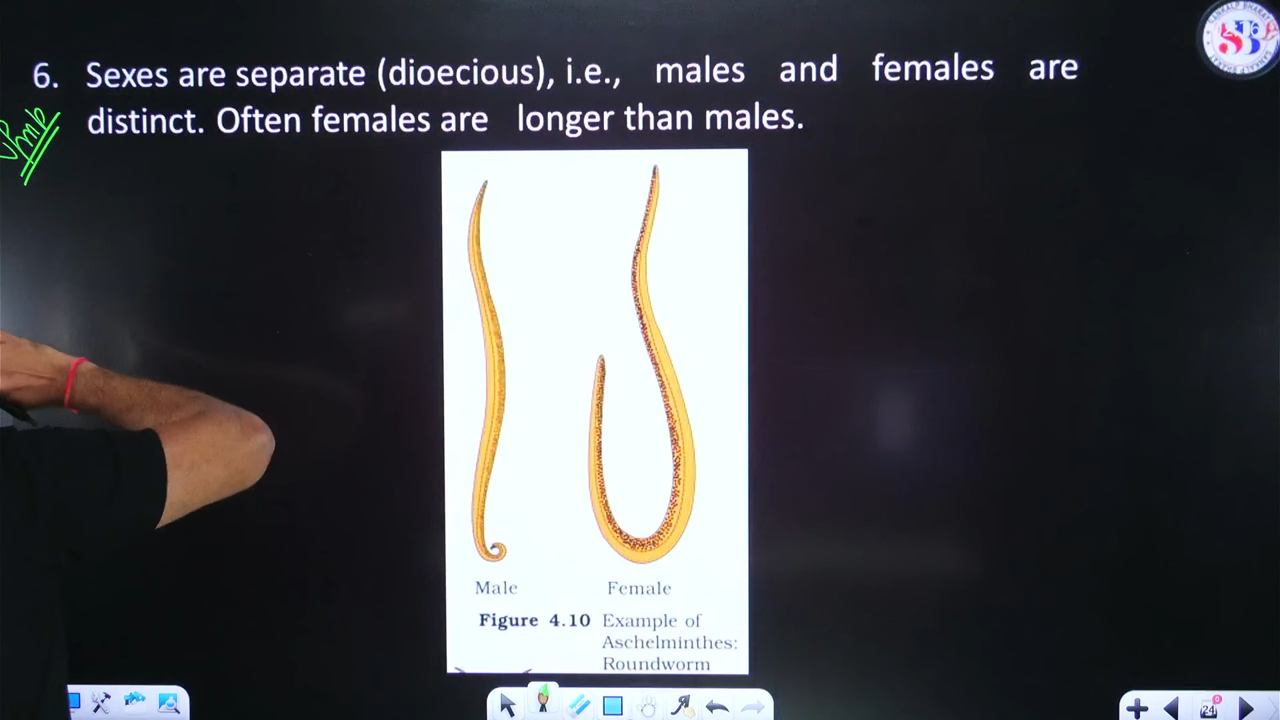 6. Sexes are separate (dioecious), i.e., males and females are
distinct. Often females are longer than males.
Male Female
Figure 4.10 Example of
Aschelminthes:
Roundworm
24